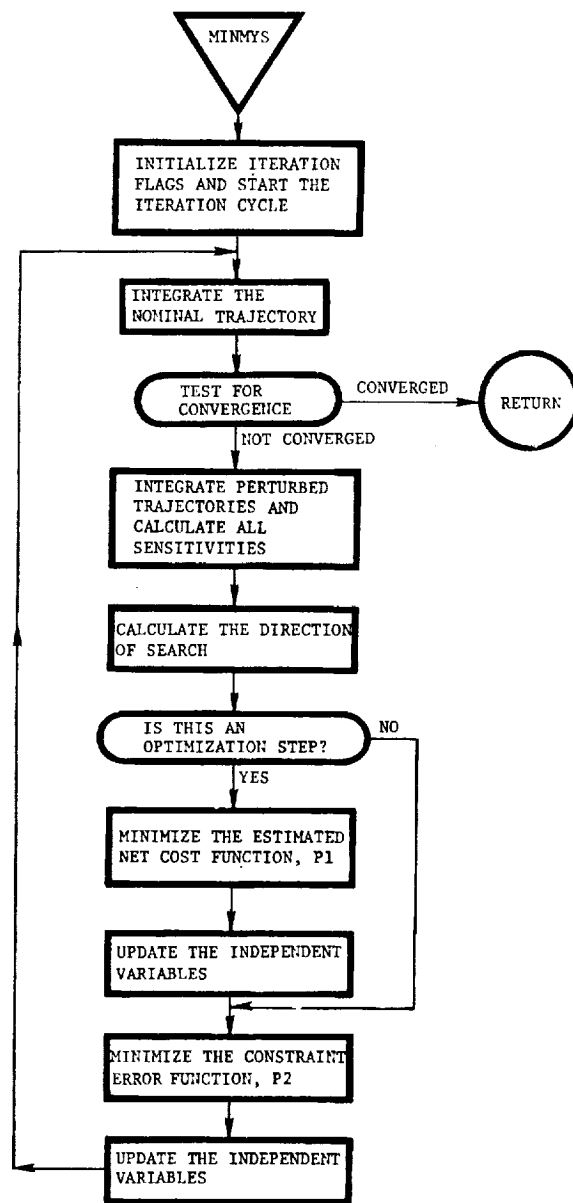 MINMYS
INITIALIZE ITERATION
FLAGS AND START THE
ITERATION CYCLE
INTEGRATE THE
NOMINAL TRAJECTORY
TEST FOR
CONVERGENCE
CONVERGED
RETURN
NOT CONVERGED
INTEGRATE PERTURBED
TRAJECTORIES AND
CALCULATE ALL
SENSITIVITIES
CALCULATE THE DIRECTION
OF SEARCH
IS THIS AN
OPTIMIZATION STEP?
NO
YES
MINIMIZE THE ESTIMATED
NET COST FUNCTION, P1
UPDATE THE INDEPENDENT
VARIABLES
MINIMIZE THE CONSTRAINT
ERROR FUNCTION, P2
UPDATE THE INDEPENDENT
VARIABLES